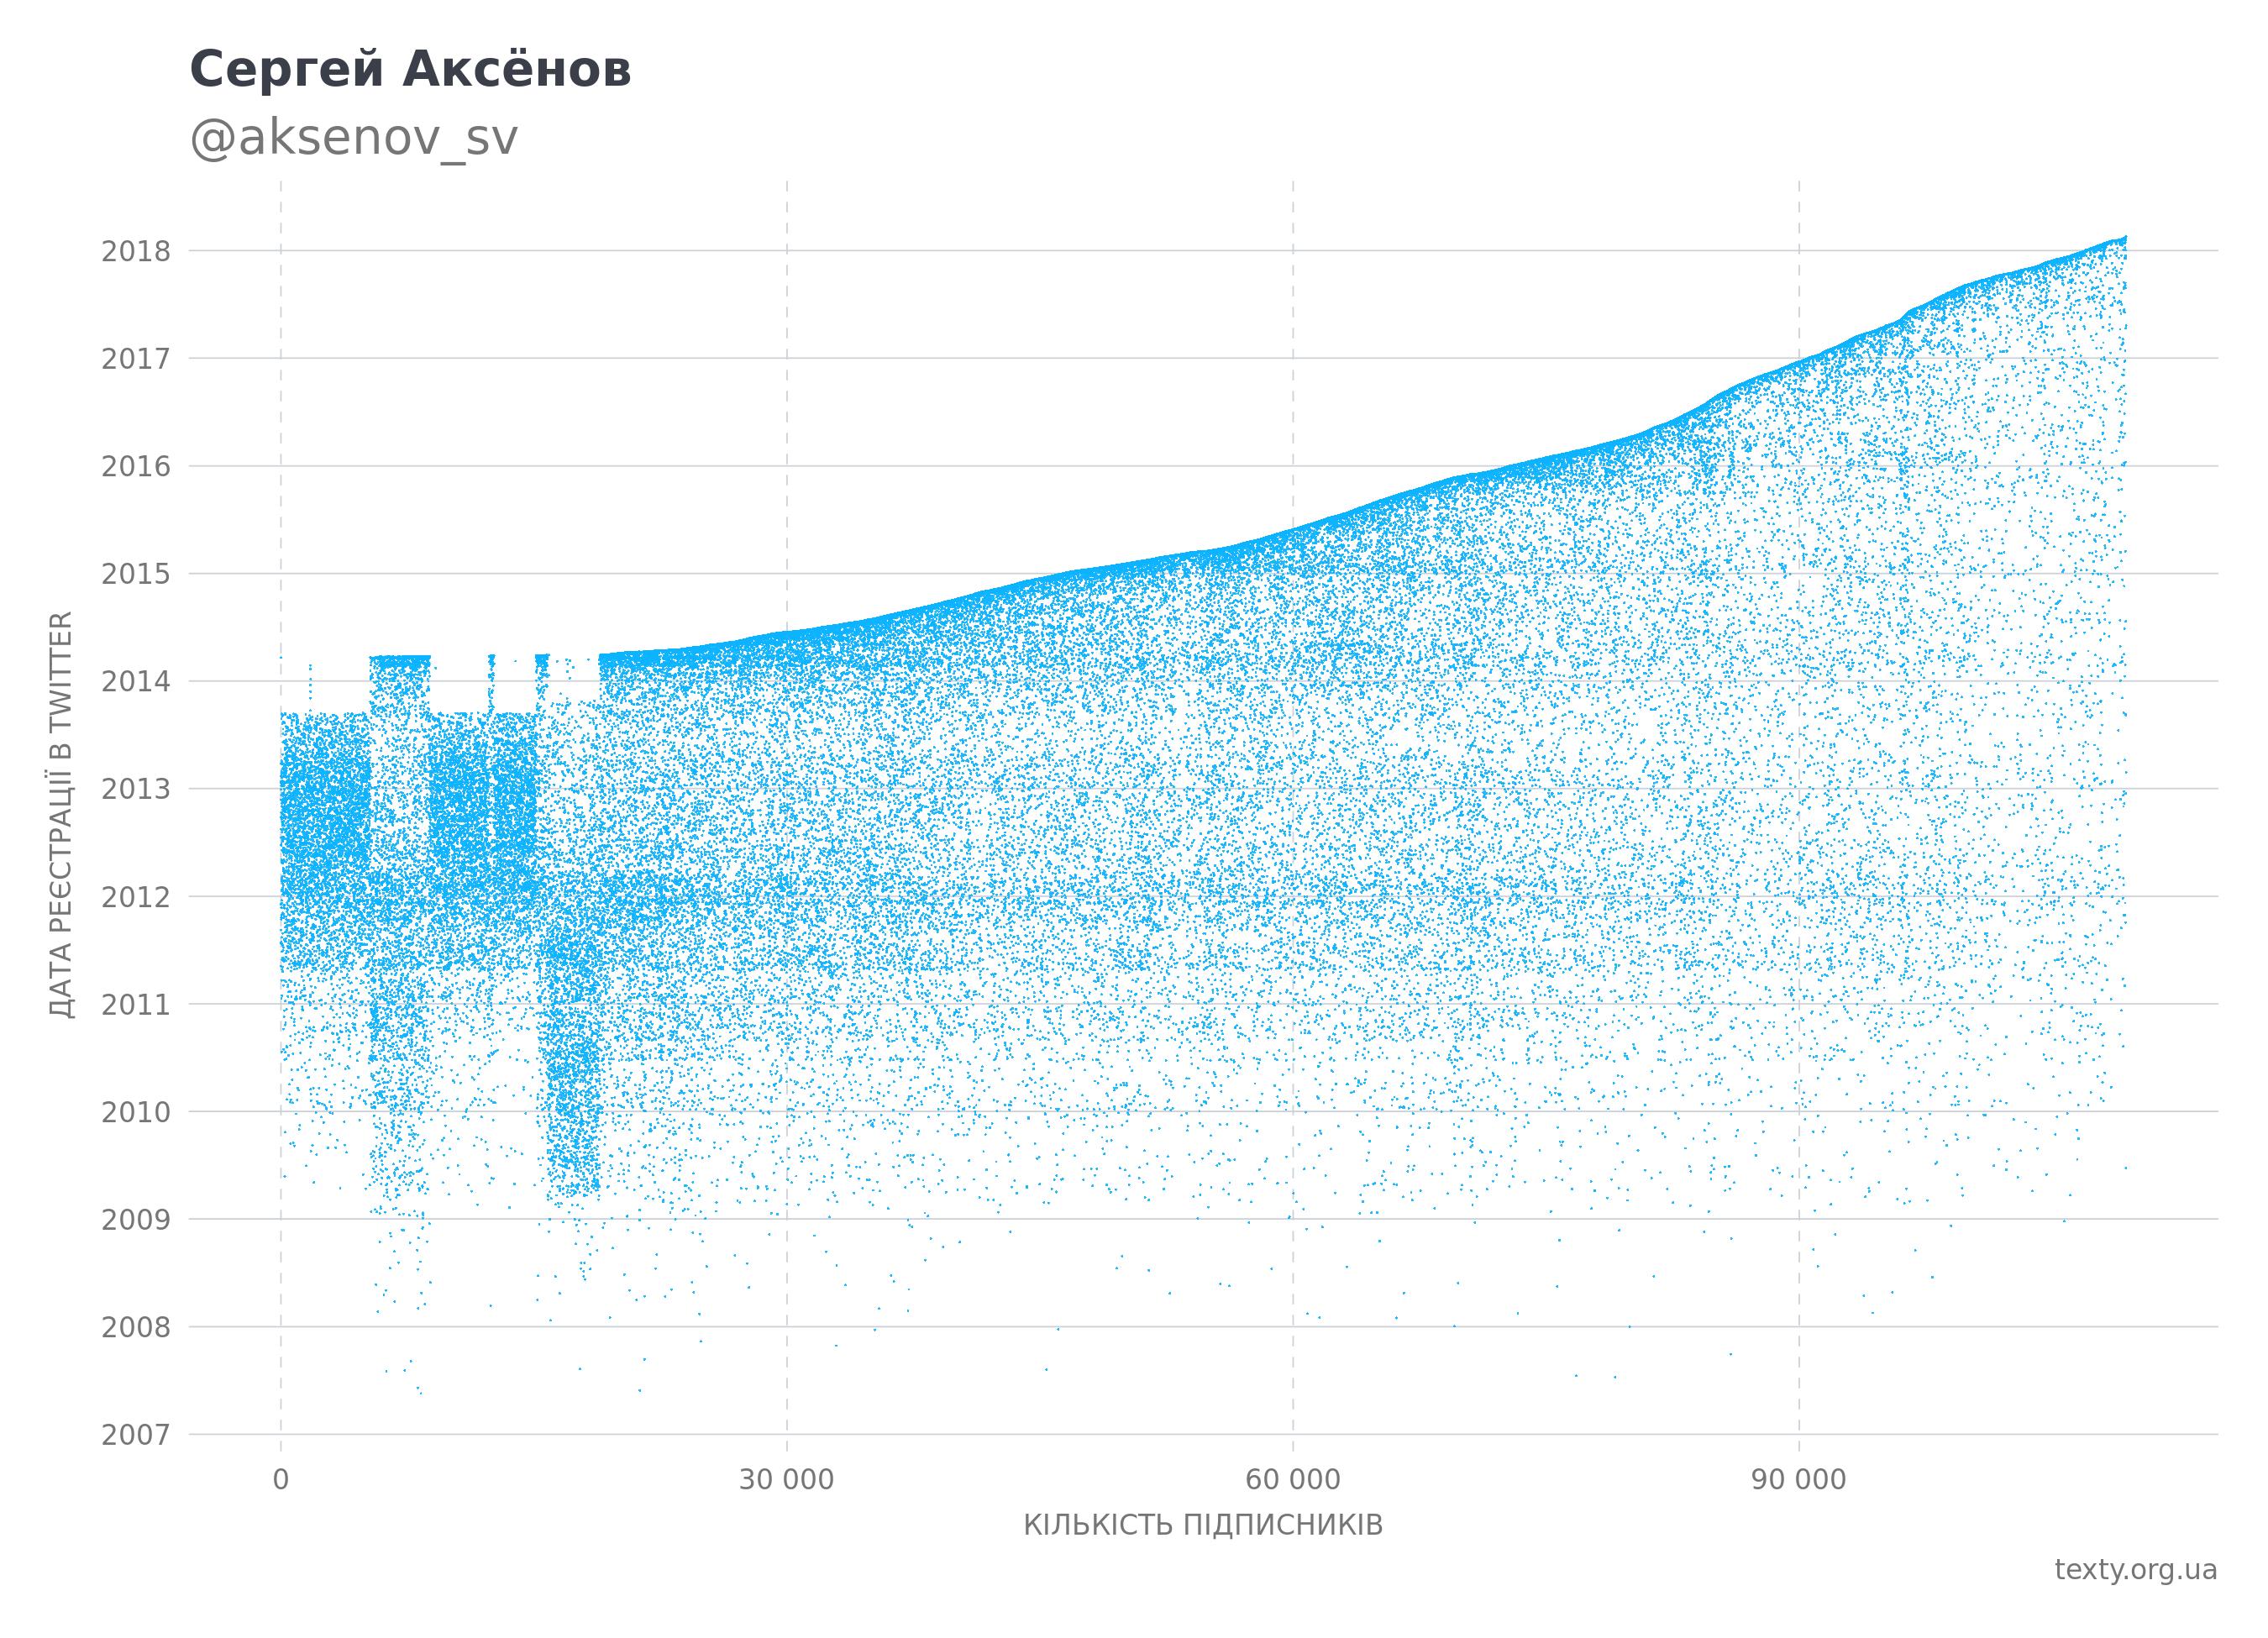 Сергей Аксёнов
@aksenov_sv
2018
2017
2016
2015
2014
2013
2012
2011
2010
2009
2008
2007
ДАТА РЕЄСТРАЦІЇ В TWITTER
0 30 000 60 000 90 000
КІЛЬКІСТЬ ПІДПИСНИКІВ
texty.org.ua